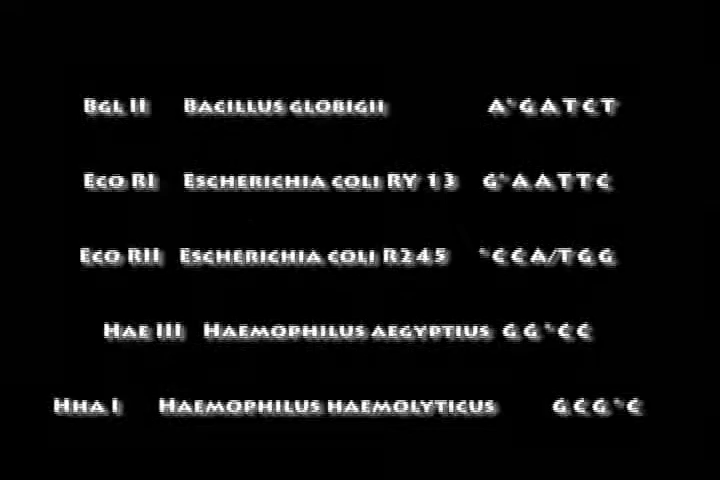 Bgl II Bacillus globigii A*G A T C T
Eco RI Escherichia coli RY 13 G*A A T T C
Eco RII Escherichia coli R245 *C C A/T G G
Hae III Haemophilus aegyptius G G*C C
Hha I Haemophilus haemolyticus G C G*C